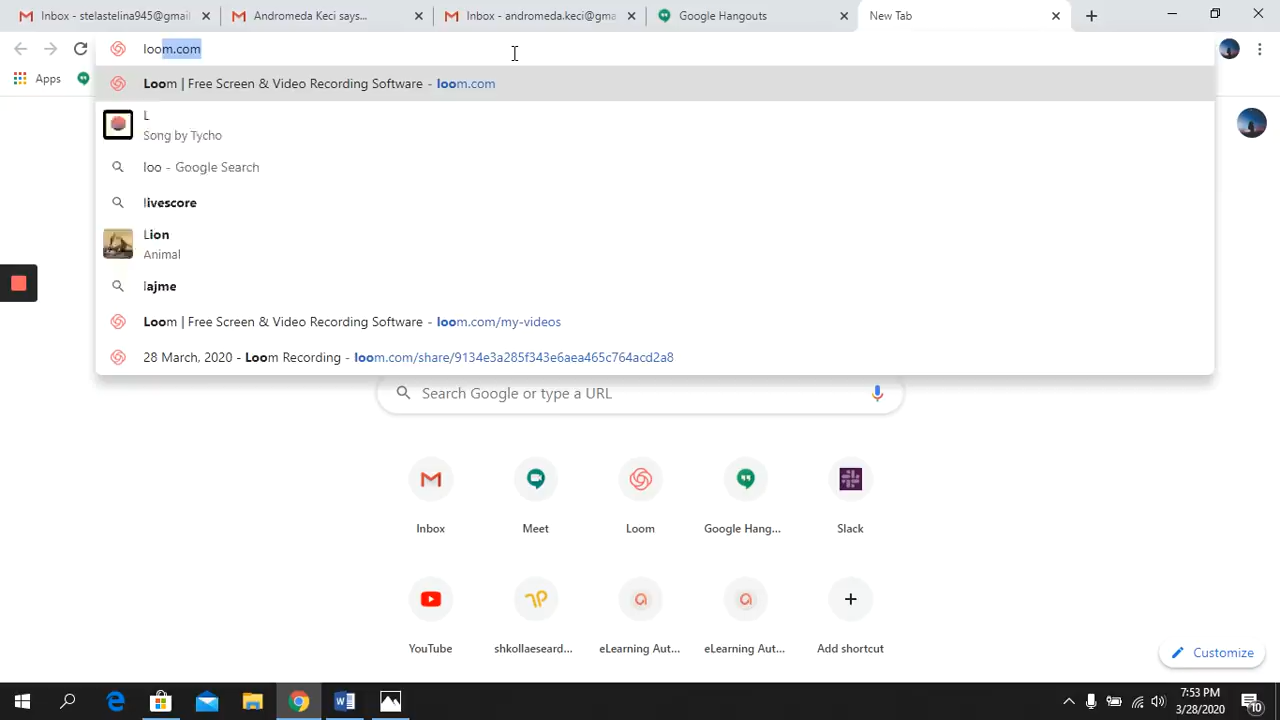 Inbox - stelastelina945@gmail
Andromeda Keci says...
Inbox - andromeda.keci@gma
Google Hangouts
New Tab
loom.com
Apps
Loom | Free Screen & Video Recording Software - loom.com
L
Song by Tycho
loo - Google Search
livescore
Lion
Animal
lajme
Loom | Free Screen & Video Recording Software - loom.com/my-videos
28 March, 2020 - Loom Recording - loom.com/share/9134e3a285f343e6aea465c764acd2a8
Search Google or type a URL
Inbox
Meet
Loom
Google Hang...
Slack
YouTube
shkollaeseard...
eLearning Aut...
eLearning Aut...
Add shortcut
Customize
7:53 PM
3/28/2020
10